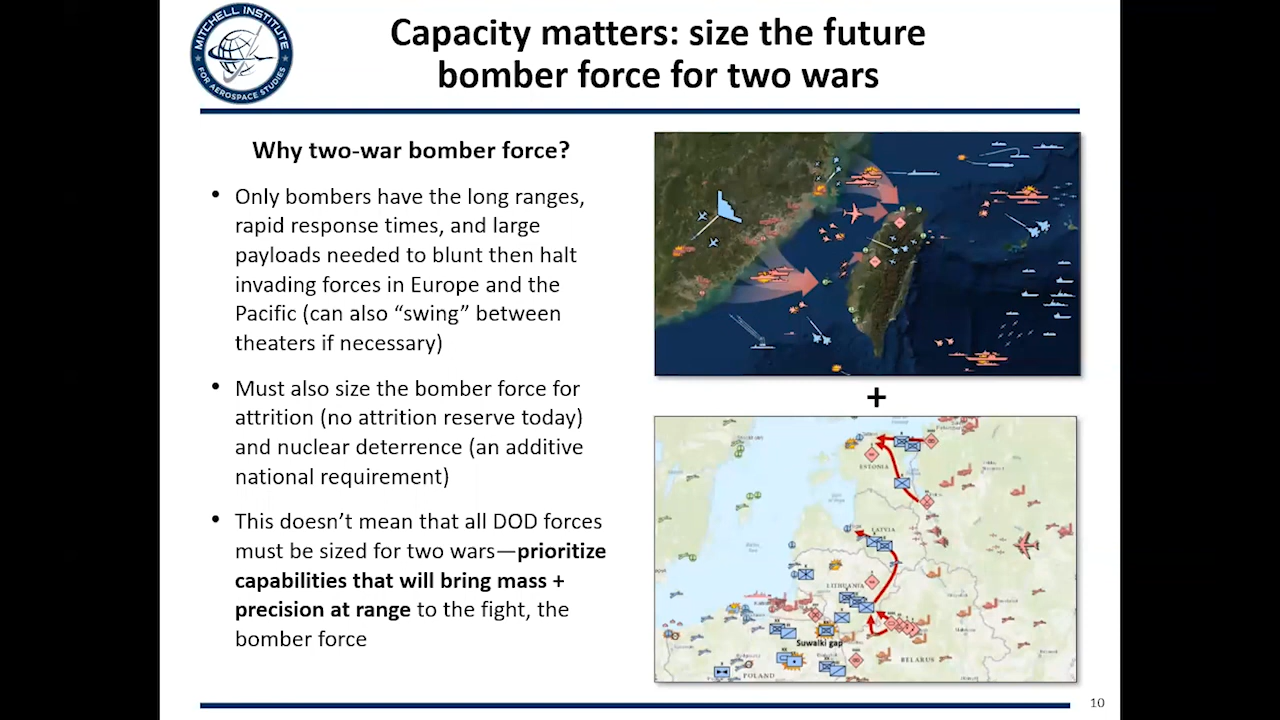 MITCHELL INSTITUTE
FOR AEROSPACE STUDIES
Capacity matters: size the future
bomber force for two wars
Why two-war bomber force?
• Only bombers have the long ranges,
rapid response times, and large
payloads needed to blunt then halt
invading forces in Europe and the
Pacific (can also “swing” between
theaters if necessary)
• Must also size the bomber force for
attrition (no attrition reserve today)
and nuclear deterrence (an additive
national requirement)
• This doesn’t mean that all DOD forces
must be sized for two wars—prioritize
capabilities that will bring mass +
precision at range to the fight, the
bomber force
+
ESTONIA
LATVIA
LITHUANIA
Suwalki gap
BELARUS
POLAND
10